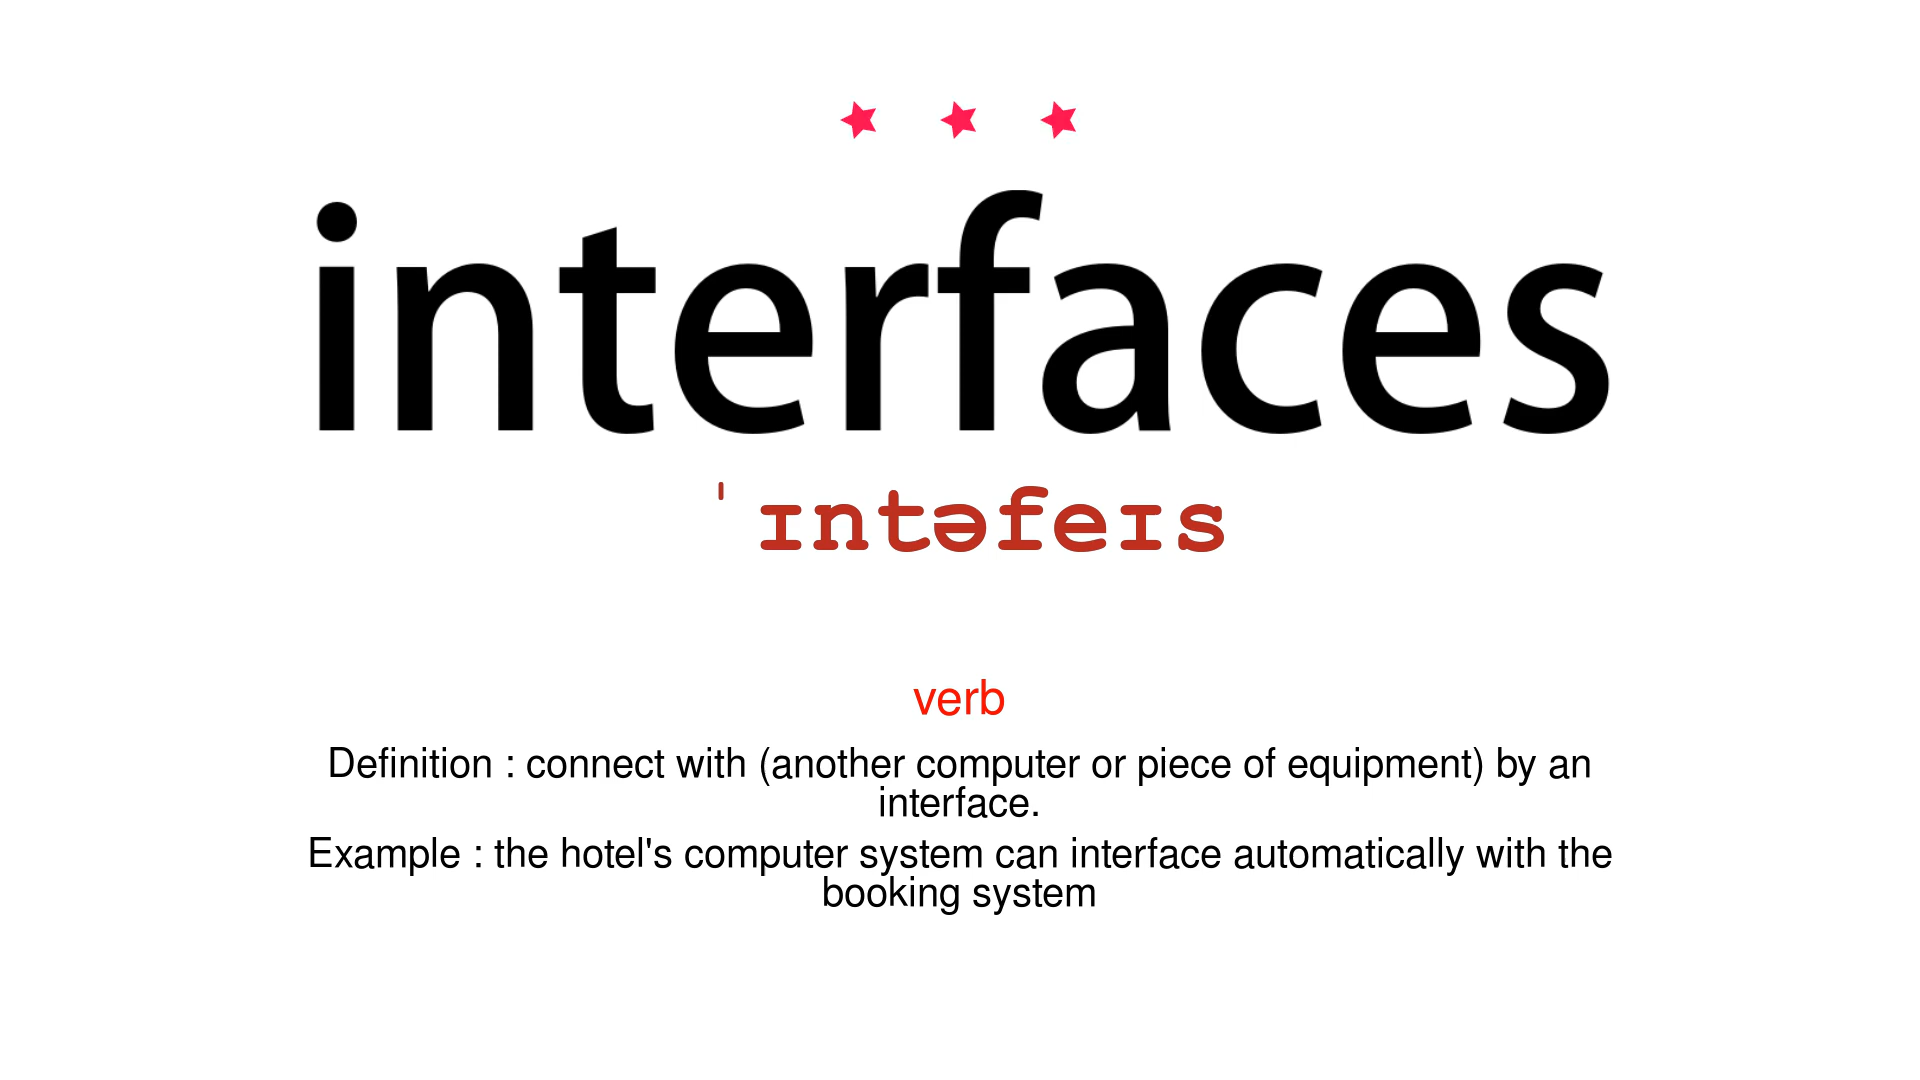 interfaces
ˈɪntəfeɪs
verb
Definition : connect with (another computer or piece of equipment) by an
interface.
Example : the hotel's computer system can interface automatically with the
booking system